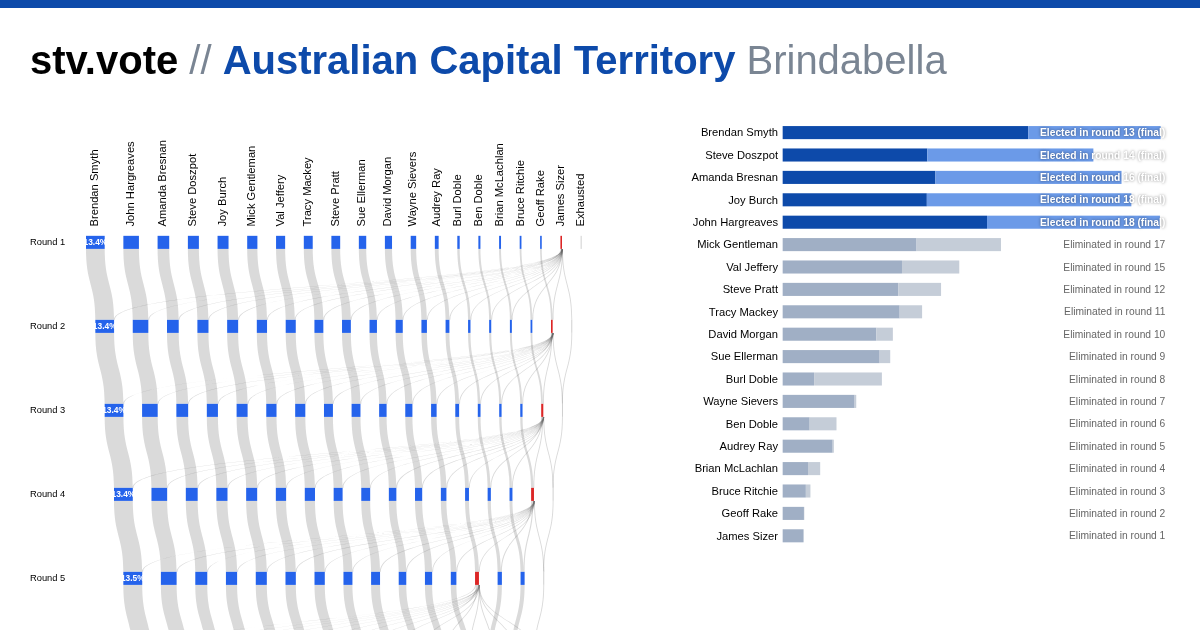 stv.vote // Australian Capital Territory Brindabella
Brendan Smyth
John Hargreaves
Amanda Bresnan
Steve Doszpot
Joy Burch
Mick Gentleman
Val Jeffery
Tracy Mackey
Steve Pratt
Sue Ellerman
David Morgan
Wayne Sievers
Audrey Ray
Burl Doble
Ben Doble
Brian McLachlan
Bruce Ritchie
Geoff Rake
James Sizer
Exhausted
Round 1
13.4%
Round 2
13.4%
Round 3
13.4%
Round 4
13.4%
Round 5
13.5%
Brendan Smyth Elected in round 13 (final)
Steve Doszpot Elected in round 14 (final)
Amanda Bresnan Elected in round 16 (final)
Joy Burch Elected in round 18 (final)
John Hargreaves Elected in round 18 (final)
Mick Gentleman Eliminated in round 17
Val Jeffery Eliminated in round 15
Steve Pratt Eliminated in round 12
Tracy Mackey Eliminated in round 11
David Morgan Eliminated in round 10
Sue Ellerman Eliminated in round 9
Burl Doble Eliminated in round 8
Wayne Sievers Eliminated in round 7
Ben Doble Eliminated in round 6
Audrey Ray Eliminated in round 5
Brian McLachlan Eliminated in round 4
Bruce Ritchie Eliminated in round 3
Geoff Rake Eliminated in round 2
James Sizer Eliminated in round 1